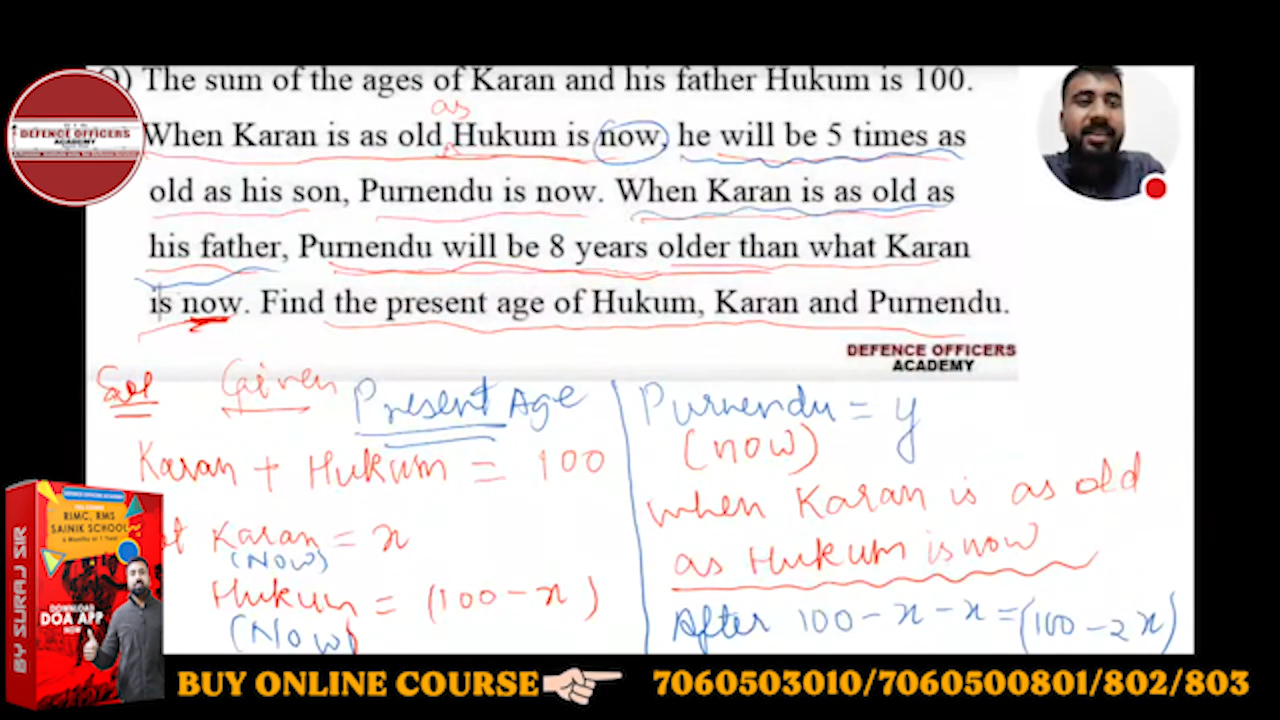 Q) The sum of the ages of Karan and his father Hukum is 100.
as
When Karan is as old Hukum is now, he will be 5 times as
old as his son, Purnendu is now. When Karan is as old as
his father, Purnendu will be 8 years older than what Karan
is now. Find the present age of Hukum, Karan and Purnendu.
DEFENCE OFFICERS
ACADEMY
DEFENCE OFFICERS
ACADEMY
Sol Given
Present Age
Karan + Hukum = 100
Karan = x
(Now)
Hukum = (100 - x)
(Now)
Purnendu = y
(now)
when Karan is as old
as Hukum is now
After 100 - x - x = (100 - 2x)
BY SURAJ SIR
DEFENCE OFFICERS ACADEMY
RIMC, RMS
SAINIK SCHOOL
DOWNLOAD
DOA APP
NOW
BUY ONLINE COURSE 7060503010/7060500801/802/803